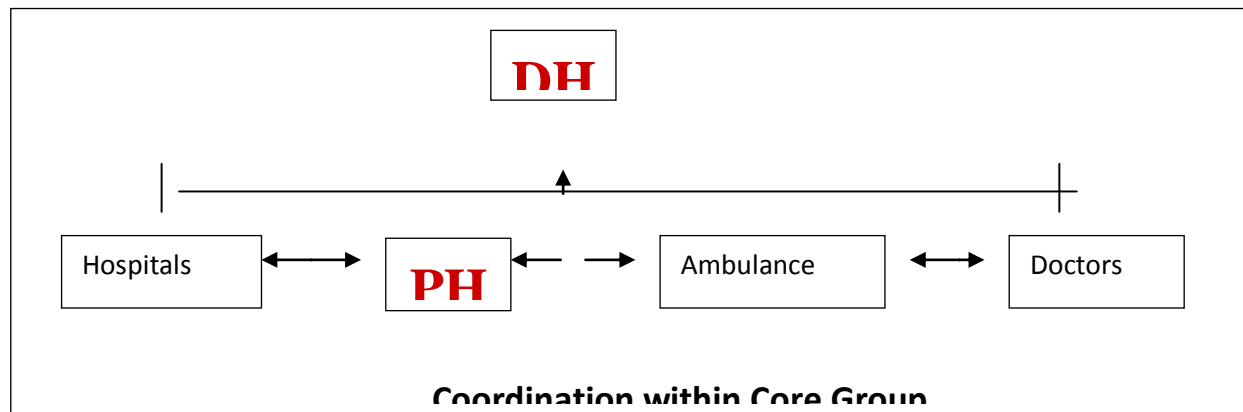 DH
Hospitals
PH
Ambulance
Doctors
Coordination within Core Group